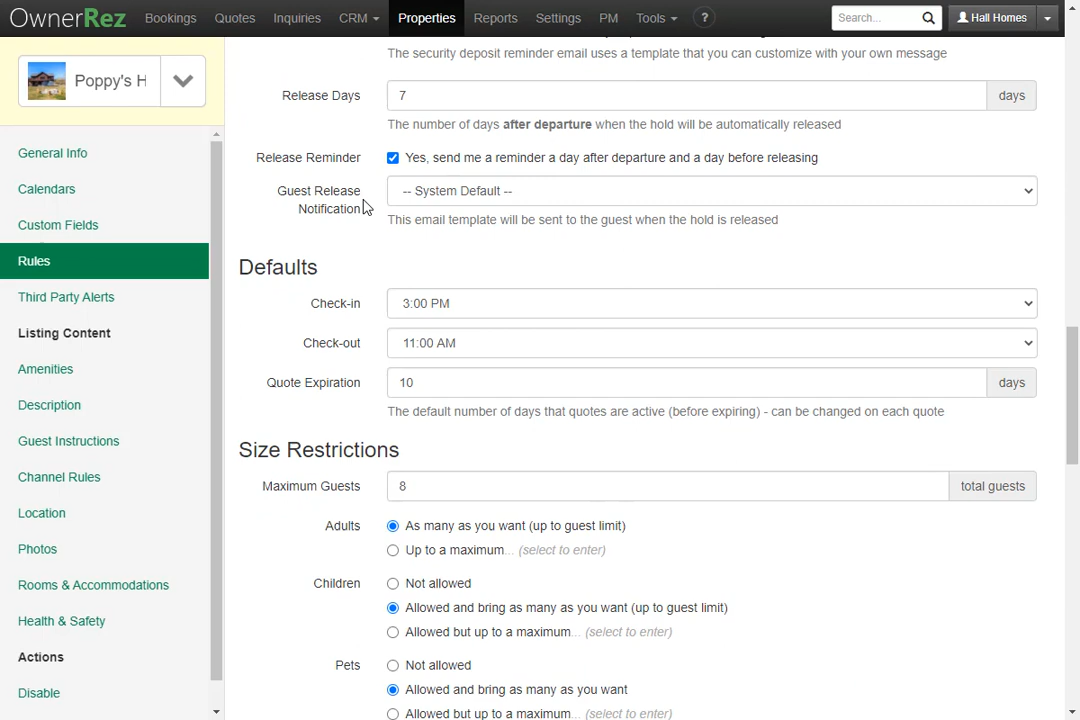 OwnerRez Bookings Quotes Inquiries CRM Properties Reports Settings PM Tools ? Search... Hall Homes
Poppy's H
General Info
Calendars
Custom Fields
Rules
Third Party Alerts
Listing Content
Amenities
Description
Guest Instructions
Channel Rules
Location
Photos
Rooms & Accommodations
Health & Safety
Actions
Disable
The security deposit reminder email uses a template that you can customize with your own message
Release Days 7 days
The number of days after departure when the hold will be automatically released
Release Reminder Yes, send me a reminder a day after departure and a day before releasing
Guest Release
Notification
-- System Default --
This email template will be sent to the guest when the hold is released
Defaults
Check-in 3:00 PM
Check-out 11:00 AM
Quote Expiration 10 days
The default number of days that quotes are active (before expiring) - can be changed on each quote
Size Restrictions
Maximum Guests 8 total guests
Adults As many as you want (up to guest limit)
Up to a maximum... (select to enter)
Children Not allowed
Allowed and bring as many as you want (up to guest limit)
Allowed but up to a maximum... (select to enter)
Pets Not allowed
Allowed and bring as many as you want
Allowed but up to a maximum... (select to enter)